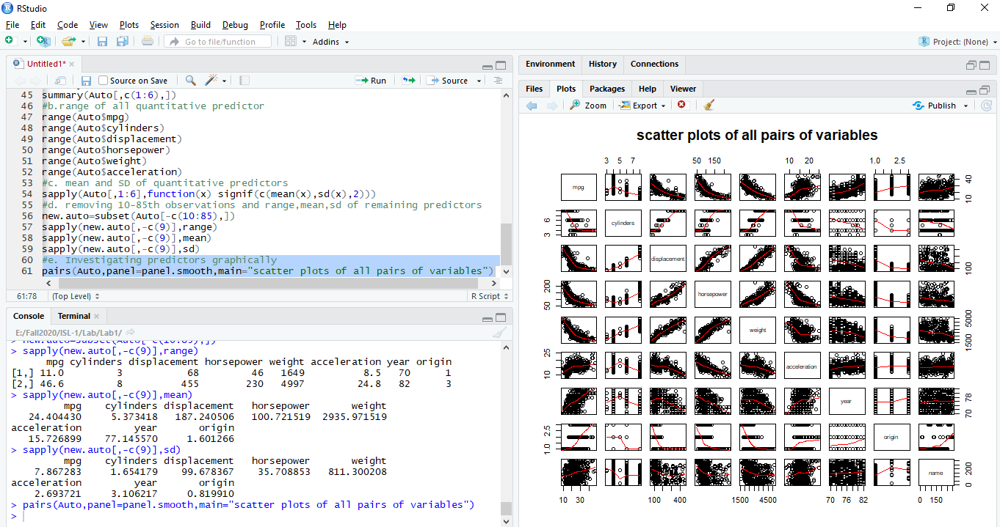 RStudio
File Edit Code View Plots Session Build Debug Profile Tools Help
Go to file/function Addins Project: (None)
Untitled1*
Source on Save Run Source
45 summary(Auto[,c(1:6),])
46 #b.range of all quantitative predictor
47 range(Auto$mpg)
48 range(Auto$cylinders)
49 range(Auto$displacement)
50 range(Auto$horsepower)
51 range(Auto$weight)
52 range(Auto$acceleration)
53 #c. mean and SD of quantitative predictors
54 sapply(Auto[,1:6],function(x) signif(c(mean(x),sd(x),2)))
55 #d. removing 10-85th observations and range,mean,sd of remaining predictors
56 new.auto=subset(Auto[-c(10:85),])
57 sapply(new.auto[,-c(9)],range)
58 sapply(new.auto[,-c(9)],mean)
59 sapply(new.auto[,-c(9)],sd)
60 #e. Investigating predictors graphically
61 pairs(Auto,panel=panel.smooth,main="scatter plots of all pairs of variables")
61:78 (Top Level) R Script
Console Terminal
E:/Fall2020/ISL-1/Lab/Lab1/
> new.auto=subset(Auto[-c(10:85),])
> sapply(new.auto[,-c(9)],range)
mpg cylinders displacement horsepower weight acceleration year origin
[1,] 11.0 3 68 46 1649 8.5 70 1
[2,] 46.6 8 455 230 4997 24.8 82 3
> sapply(new.auto[,-c(9)],mean)
mpg cylinders displacement horsepower weight
24.404430 5.373418 187.240506 100.721519 2935.971519
acceleration year origin
15.726899 77.145570 1.601266
> sapply(new.auto[,-c(9)],sd)
mpg cylinders displacement horsepower weight
7.867283 1.654179 99.678367 35.708853 811.300208
acceleration year origin
2.693721 3.106217 0.819910
> pairs(Auto,panel=panel.smooth,main="scatter plots of all pairs of variables")
>
Environment History Connections
Files Plots Packages Help Viewer
Zoom Export Publish
scatter plots of all pairs of variables
3 5 7 50 150 10 20 1.0 2.5
mpg 10 40
3 6 cylinders
displacement 100
50 200 horsepower
weight 1500 5000
10 25 acceleration
year 70 78
1.0 2.5 origin
name 0 200
10 30 100 400 1500 4500 70 76 82 0 150